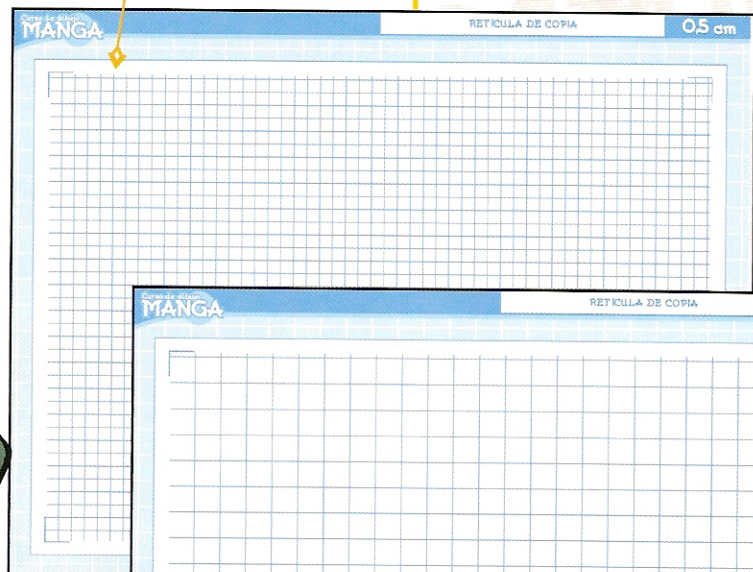 Curso de dibujo
MANGA
RETÍCULA DE COPIA
0,5 cm
Curso de dibujo
MANGA
RETÍCULA DE COPIA